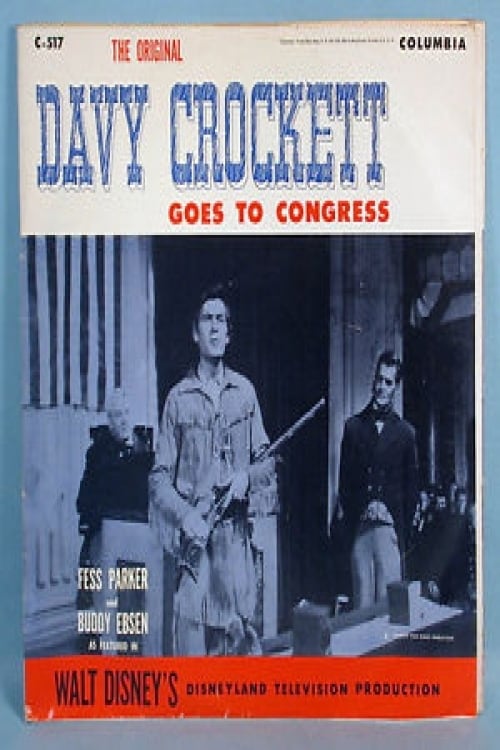 C-517
THE ORIGINAL
COLUMBIA
DAVY CROCKETT
GOES TO CONGRESS
FESS PARKER
and
BUDDY EBSEN
AS FEATURED IN
WALT DISNEY'S DISNEYLAND TELEVISION PRODUCTION